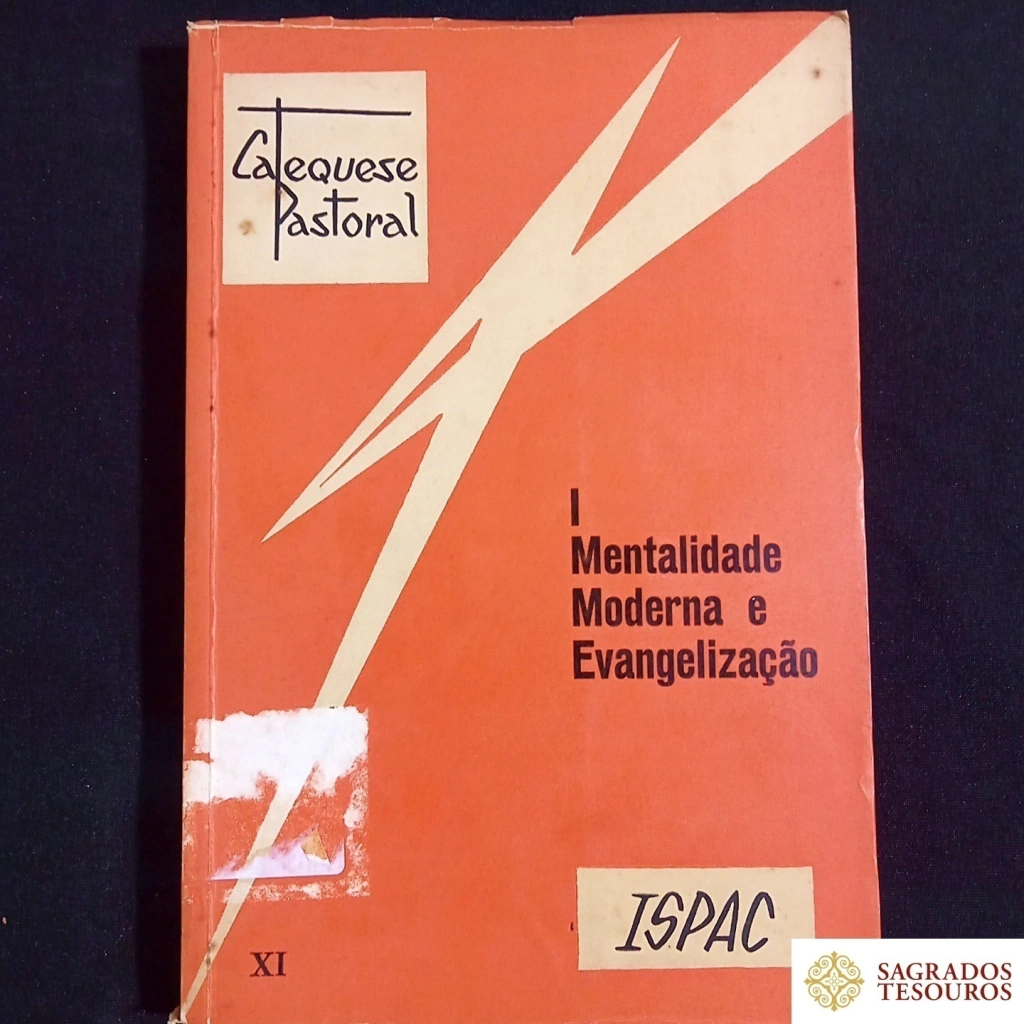 Catequese
Pastoral
I
Mentalidade
Moderna e
Evangelização
XI
ISPAC
SAGRADOS
TESOUROS